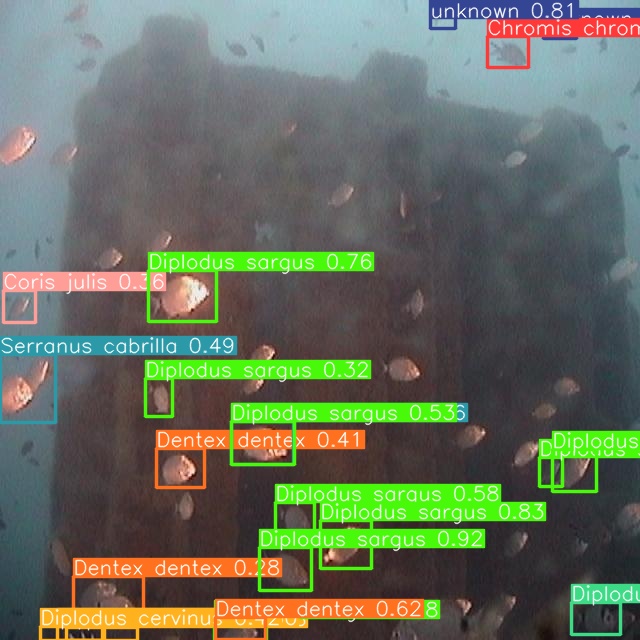 unknown 0.81
Chromis chrom
Diplodus sargus 0.76
Coris julis 0.36
Serranus cabrilla 0.49
Diplodus sargus 0.32
Diplodus sargus 0.53
Dentex dentex 0.41
Diplodus
Diplodus sargus 0.58
Diplodus sargus 0.83
Diplodus sargus 0.92
Dentex dentex 0.28
Diplodus cervinus
Dentex dentex 0.62
Diplodu